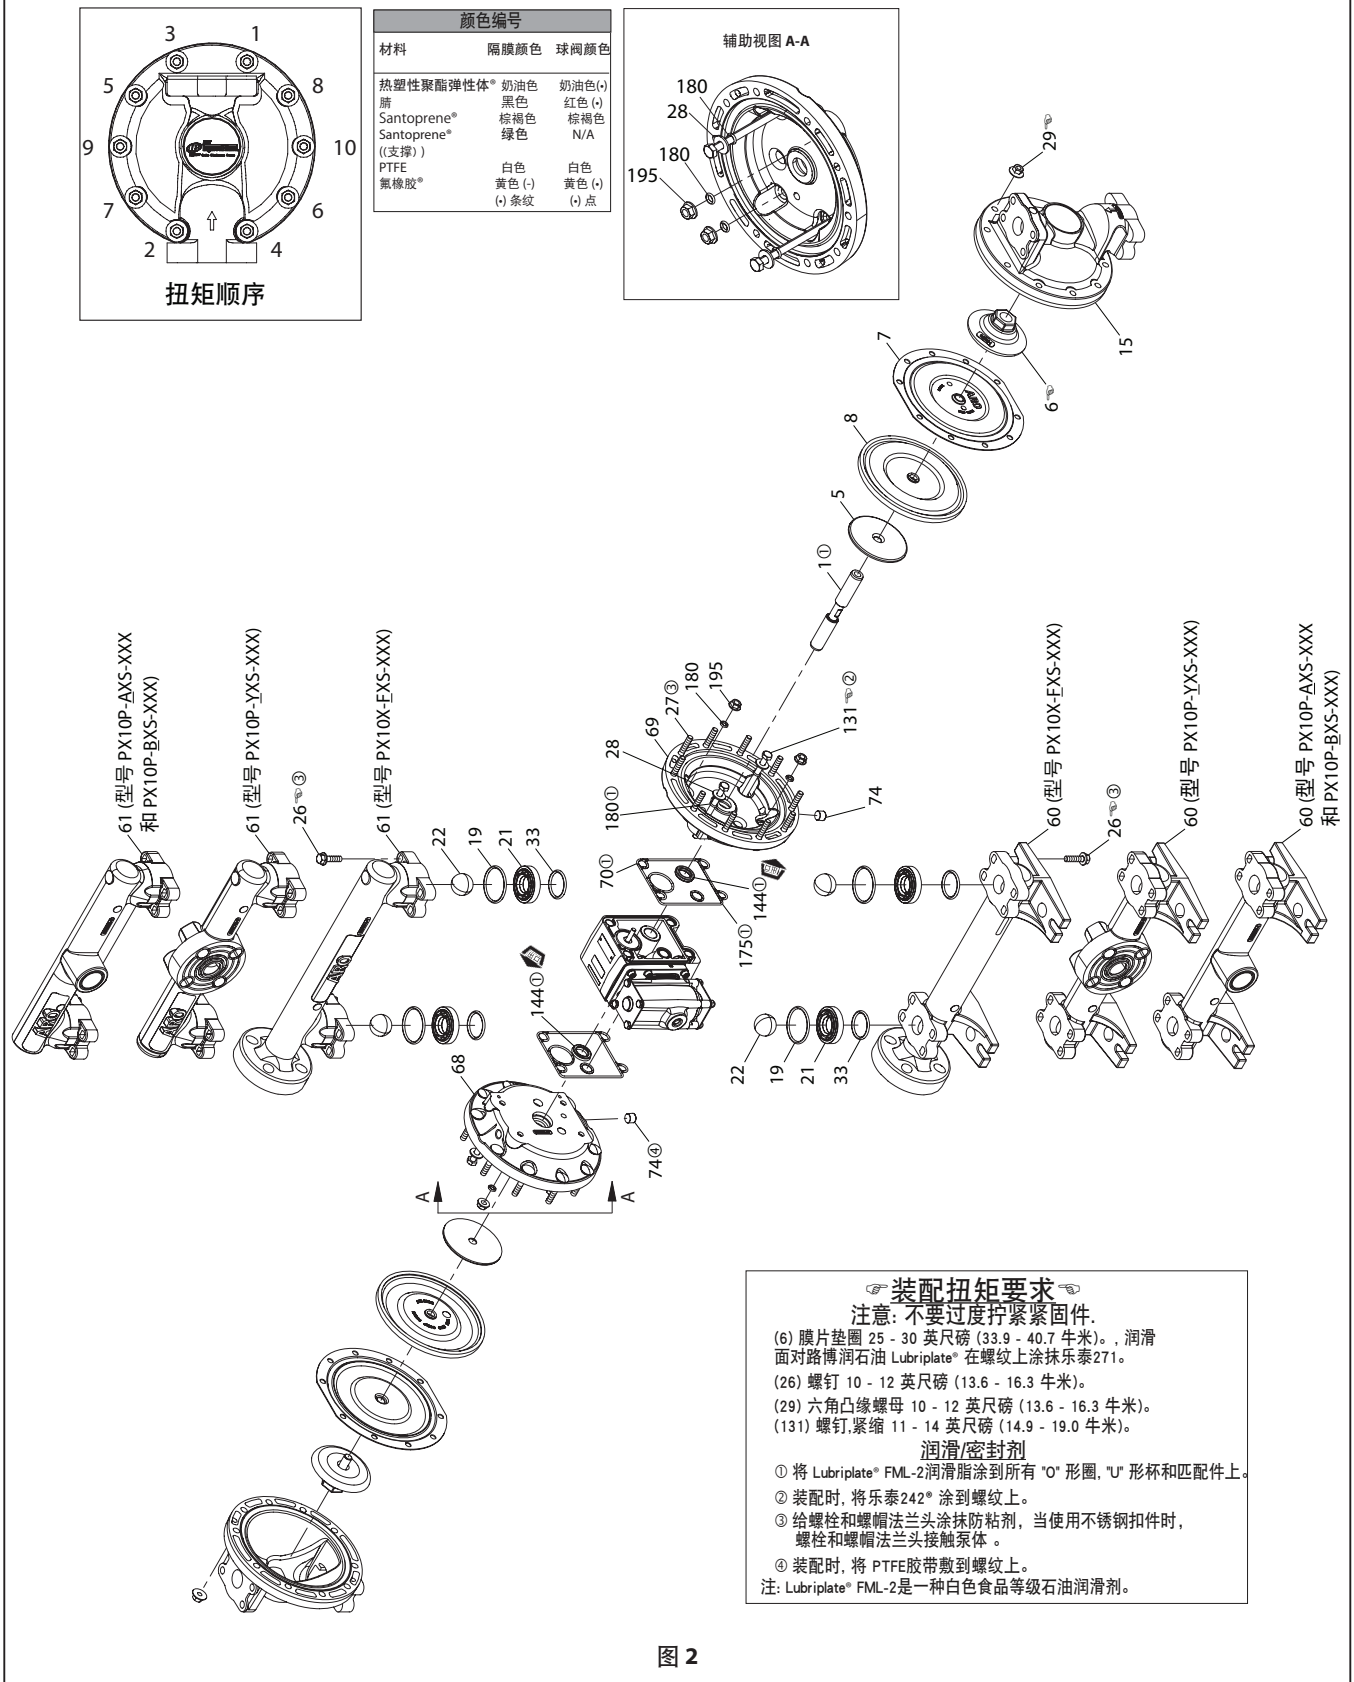 3 1
5 8
9 10
7 6
2 4
扭矩顺序
颜色编号
材料 隔膜颜色 球阀颜色
热塑性聚酯弹性体® 奶油色 奶油色(•)
腈 黑色 红色 (•)
Santoprene® 棕褐色 棕褐色
Santoprene® 绿色 N/A
((支撑) )
PTFE 白色 白色
氟橡胶® 黄色 (-) 黄色 (•)
(•) 条纹 (•) 点
辅助视图 A-A
180
28
180
195
29
15
7
6
8
5
1①
61 (型号 PX10P-AXS-XXX
和 PX10P-BXS-XXX)
61 (型号 PX10P-YXS-XXX)
26 ③
61 (型号 PX10X-FXS-XXX)
22
19
21
33
180①
28
69
27③
180
195
131 ②
74
70①
144①
175①
144①
68
74④
A A
60 (型号 PX10X-FXS-XXX)
26 ③
60 (型号 PX10P-YXS-XXX)
60 (型号 PX10P-AXS-XXX
和 PX10P-BXS-XXX)
22
19
21
33
ARO
ARO
ARO
ARO
装配扭矩要求
注意: 不要过度拧紧紧固件.
(6) 膜片垫圈 25 - 30 英尺磅 (33.9 - 40.7 牛米)。, 润滑
面对路博润石油 Lubriplate® 在螺纹上涂抹乐泰271。
(26) 螺钉 10 - 12 英尺磅 (13.6 - 16.3 牛米)。
(29) 六角凸缘螺母 10 - 12 英尺磅 (13.6 - 16.3 牛米)。
(131) 螺钉,紧缩 11 - 14 英尺磅 (14.9 - 19.0 牛米)。
润滑/密封剂
① 将 Lubriplate® FML-2润滑脂涂到所有 "O" 形圈, "U" 形杯和匹配件上。
② 装配时, 将乐泰242® 涂到螺纹上。
③ 给螺栓和螺帽法兰头涂抹防粘剂, 当使用不锈钢扣件时,
螺栓和螺帽法兰头接触泵体 。
④ 装配时, 将 PTFE胶带敷到螺纹上。
注: Lubriplate® FML-2是一种白色食品等级石油润滑剂。
图 2